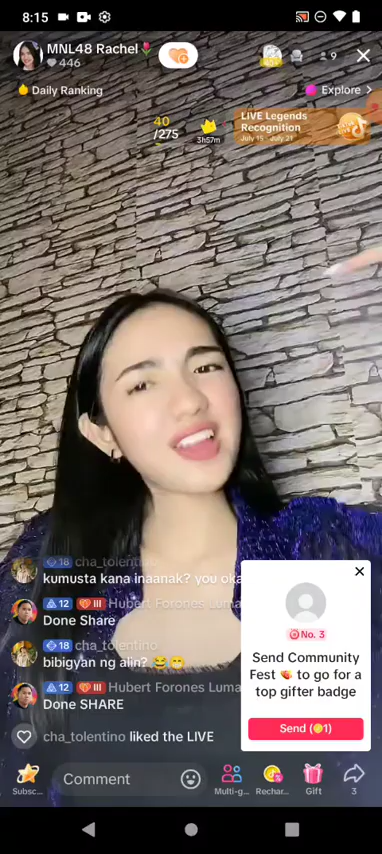 8:15
MNL48 Rachel🌷
446
9
Daily Ranking
Explore >
40
/275
3h57m
LIVE Legends
Recognition
July 15 - July 21
18 cha_tolentino
kumusta kana inaanak? you oka
12 III Hubert Forones Luma
Done Share
18 cha_tolentino
bibigyan ng alin? 😂😁
12 III Hubert Forones Luma
Done SHARE
cha_tolentino liked the LIVE
No. 3
Send Community
Fest to go for a
top gifter badge
Send (1)
Comment
Subsc...
Multi-g...
Rechar...
Gift
3